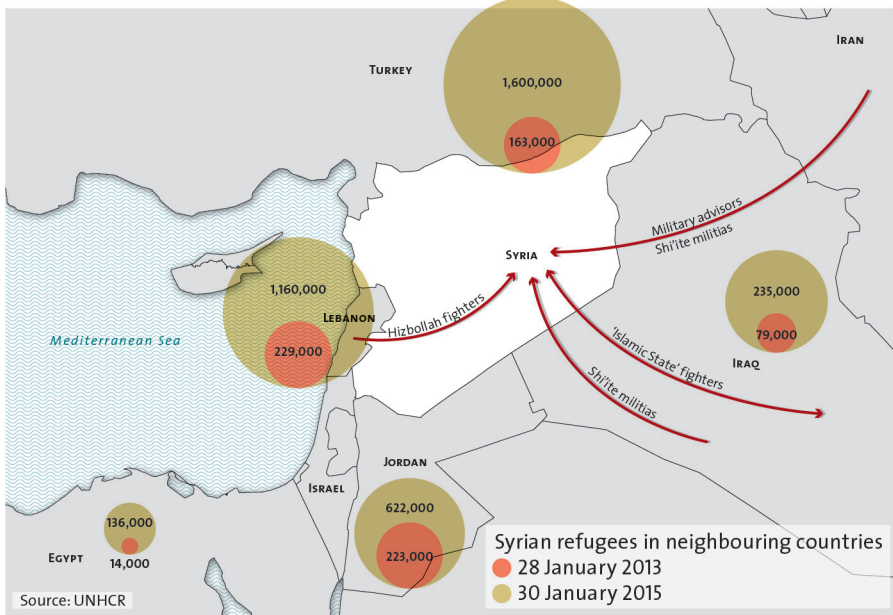 IRAN
TURKEY
1,600,000
163,000
Military advisors
Shi'ite militias
SYRIA
1,160,000
LEBANON
Hizbollah fighters
229,000
Mediterranean Sea
235,000
79,000
IRAQ
'Islamic State' fighters
Shi'ite militias
JORDAN
ISRAEL
622,000
223,000
136,000
14,000
EGYPT
Syrian refugees in neighbouring countries
28 January 2013
30 January 2015
Source: UNHCR